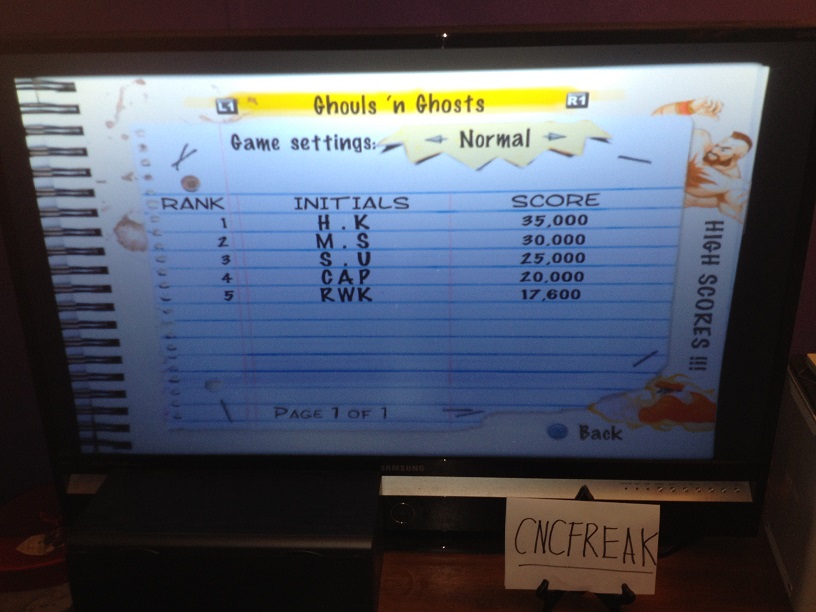 L1 Ghouls 'n Ghosts R1
Game settings: Normal
RANK INITIALS SCORE
1 H . K 35,000
2 M . S 30,000
3 S . U 25,000
4 CAP 20,000
5 RWK 17,600
HIGH SCORES !!!
PAGE 1 OF 1
Back
SAMSUNG
CNCFREAK